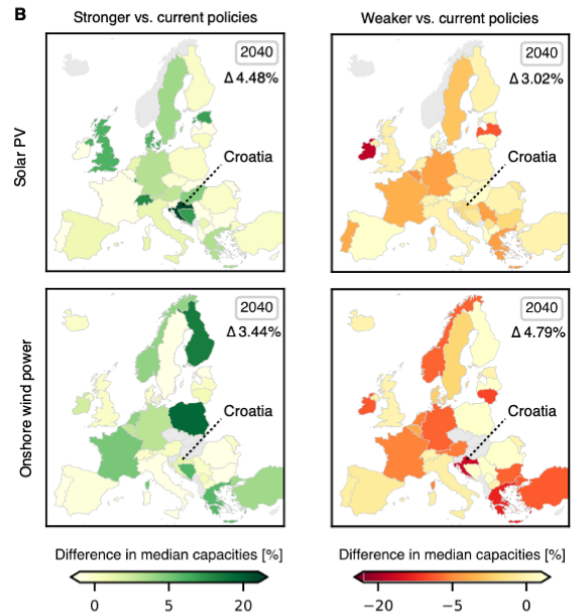 B
Stronger vs. current policies
Weaker vs. current policies
Solar PV
2040
Δ 4.48%
Croatia
2040
Δ 3.02%
Croatia
Onshore wind power
2040
Δ 3.44%
Croatia
2040
Δ 4.79%
Croatia
Difference in median capacities [%]
0 5 20
Difference in median capacities [%]
−20 −5 0